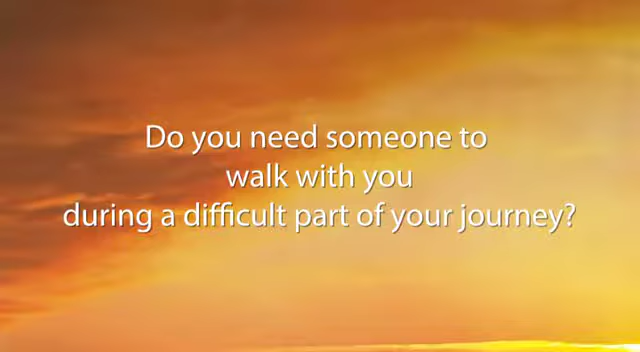 Do you need someone to
walk with you
during a difficult part of your journey?